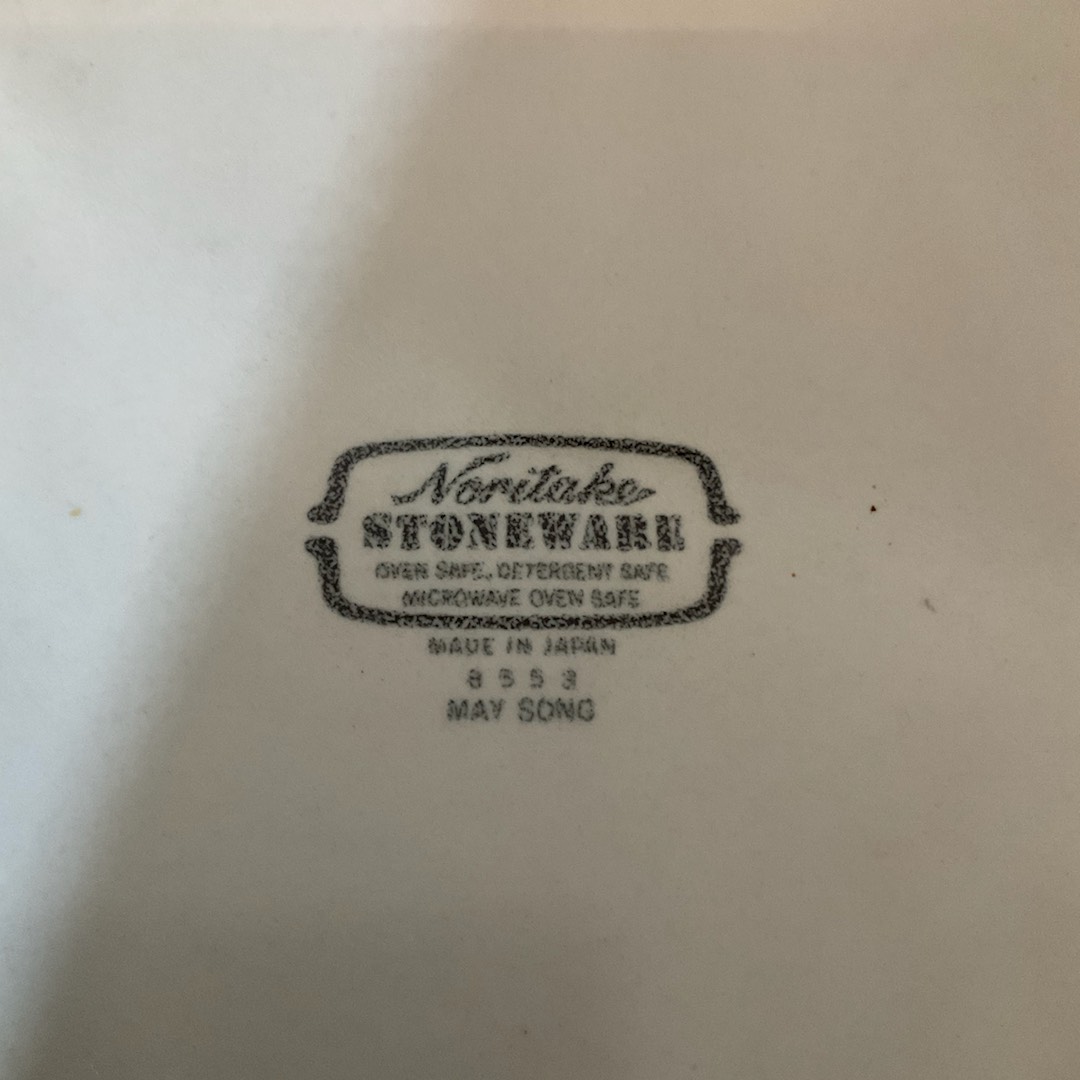 Noritake
STONEWARE
OVEN SAFE, DETERGENT SAFE
MICROWAVE OVEN SAFE
MADE IN JAPAN
8553
MAY SONG